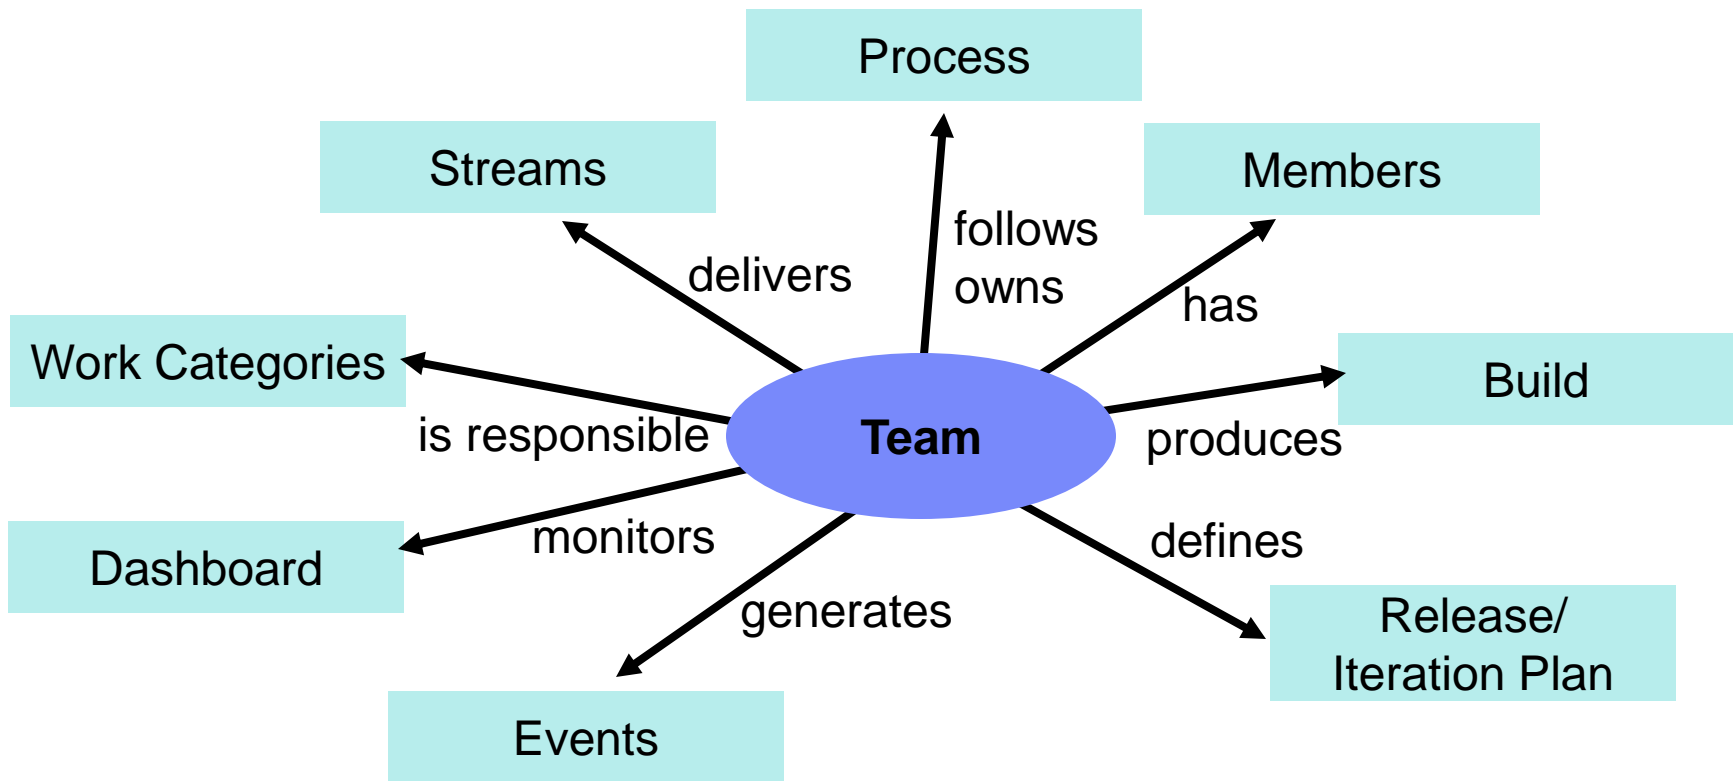 Process
Streams
Members
follows
owns
delivers
has
Work Categories
Build
is responsible
Team
produces
Dashboard
monitors
defines
generates
Release/
Iteration Plan
Events